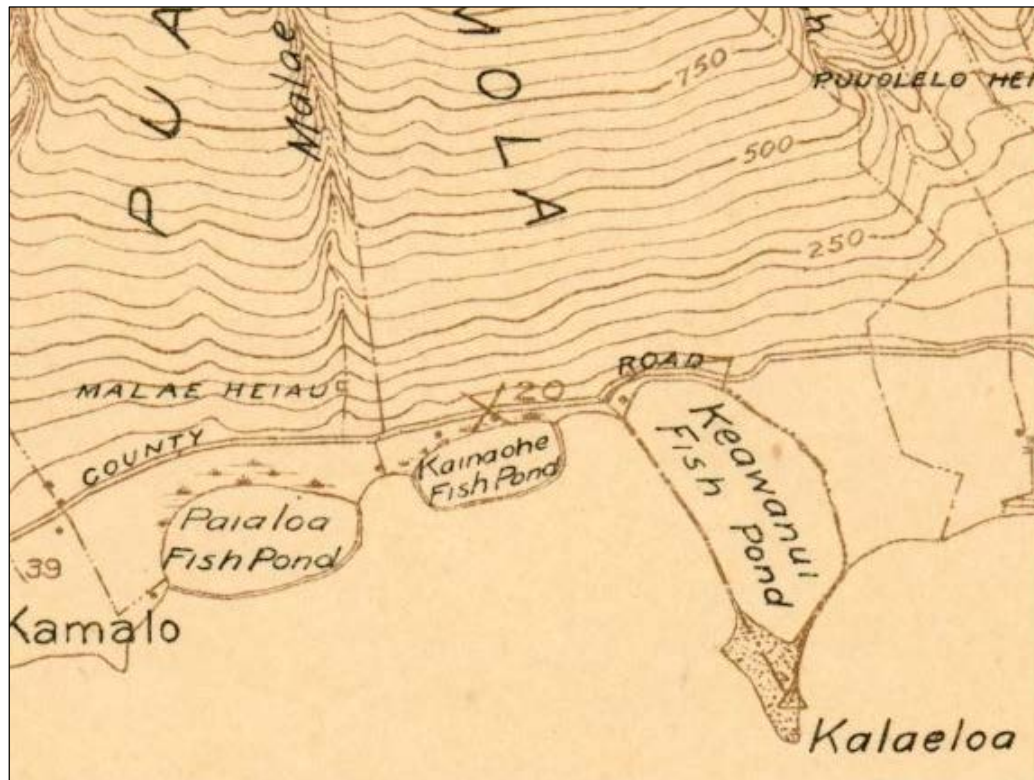 PUA
Malae
750
PUUOLELO HEI
500
250
MALAE HEIAU
ROAD
20
COUNTY
Kainaohe
Fish Pond
Keawanui
Fish Pond
Paialoa
Fish Pond
39
Kamalo
Kalaeloa